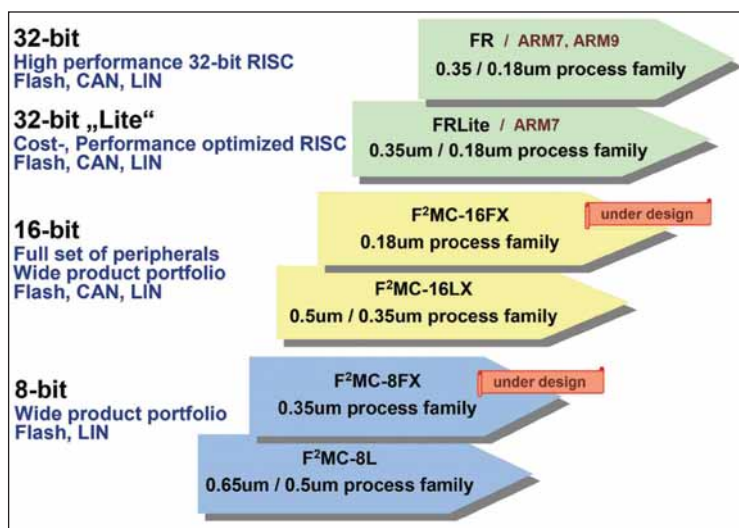 32-bit
High performance 32-bit RISC
Flash, CAN, LIN
FR / ARM7, ARM9
0.35 / 0.18um process family
32-bit „Lite“
Cost-, Performance optimized RISC
Flash, CAN, LIN
FRLite / ARM7
0.35um / 0.18um process family
16-bit
Full set of peripherals
Wide product portfolio
Flash, CAN, LIN
F²MC-16FX
0.18um process family
under design
F²MC-16LX
0.5um / 0.35um process family
8-bit
Wide product portfolio
Flash, LIN
F²MC-8FX
0.35um process family
under design
F²MC-8L
0.65um / 0.5um process family